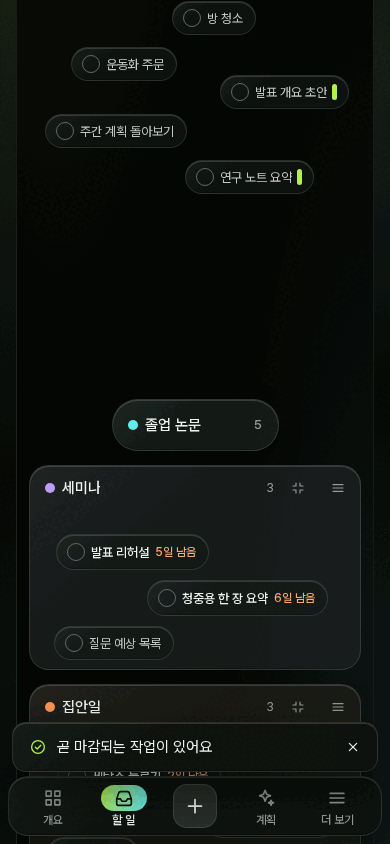 방 청소
운동화 주문
발표 개요 초안
주간 계획 돌아보기
연구 노트 요약
졸업 논문 5
세미나 3
발표 리허설 5일 남음
청중용 한 장 요약 6일 남음
질문 예상 목록
집안일 3
곧 마감되는 작업이 있어요
개요
할 일
계획
더 보기